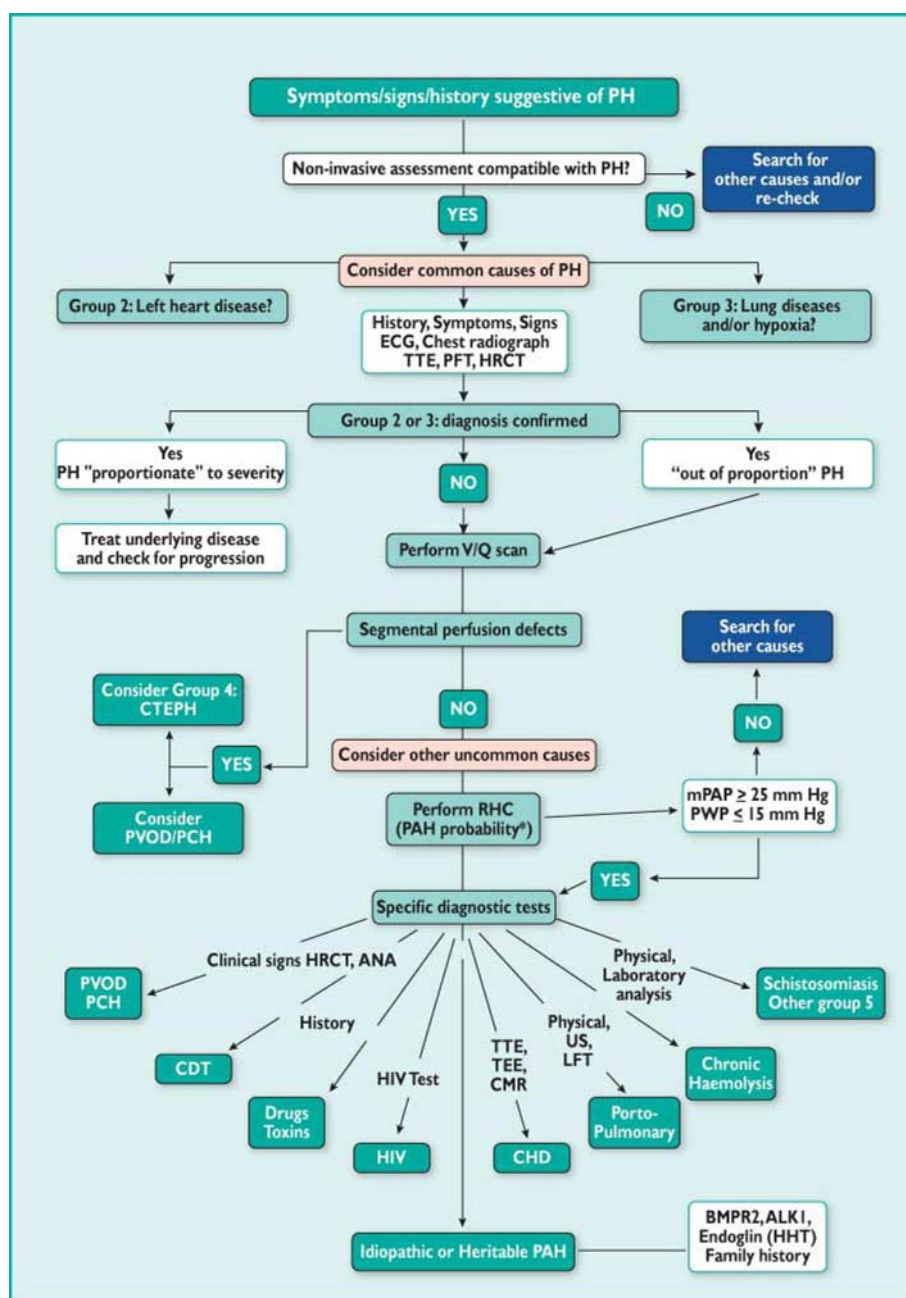 Symptoms/signs/history suggestive of PH
Non-invasive assessment compatible with PH?
Search for
other causes and/or
re-check
YES
NO
Consider common causes of PH
Group 2: Left heart disease?
Group 3: Lung diseases
and/or hypoxia?
History, Symptoms, Signs
ECG, Chest radiograph
TTE, PFT, HRCT
Group 2 or 3: diagnosis confirmed
Yes
PH "proportionate" to severity
NO
Yes
“out of proportion” PH
Treat underlying disease
and check for progression
Perform V/Q scan
Segmental perfusion defects
Search for
other causes
Consider Group 4:
CTEPH
NO
NO
YES
Consider other uncommon causes
Consider
PVOD/PCH
Perform RHC
(PAH probability*)
mPAP ≥ 25 mm Hg
PWP ≤ 15 mm Hg
YES
Specific diagnostic tests
Clinical signs HRCT, ANA
Physical,
Laboratory
analysis
PVOD
PCH
Schistosomiasis
Other group 5
History
Physical,
US,
LFT
TTE,
TEE,
CMR
HIV Test
CDT
Chronic
Haemolysis
Drugs
Toxins
Porto-
Pulmonary
HIV
CHD
Idiopathic or Heritable PAH
BMPR2, ALK1,
Endoglin (HHT)
Family history